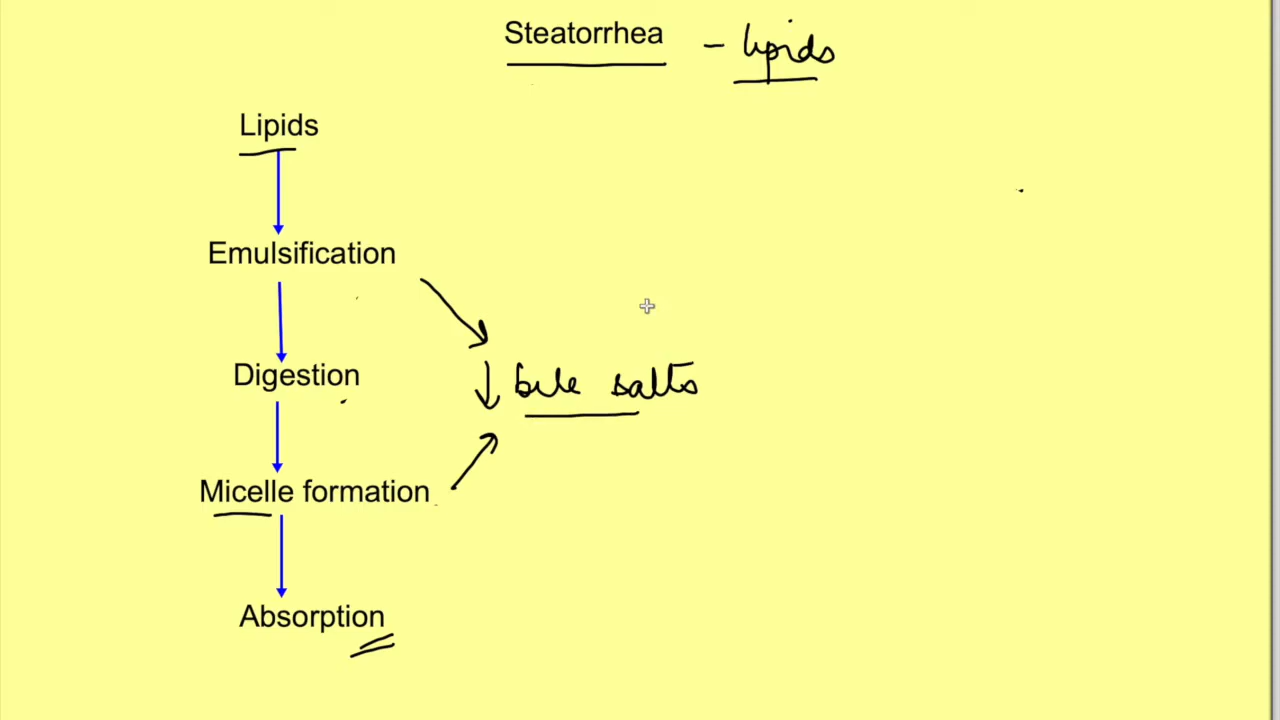 Steatorrhea - lipids
Lipids
Emulsification
Digestion
↓ bile salts
Micelle formation
Absorption